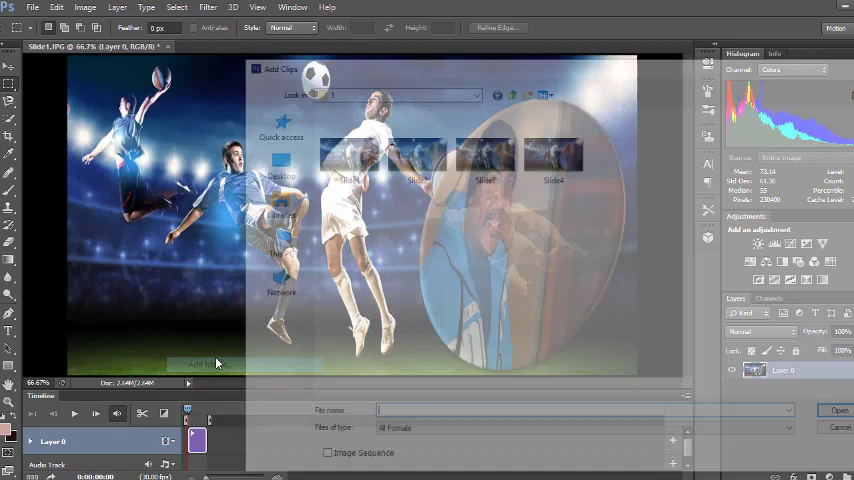 Ps File Edit Image Layer Type Select Filter 3D View Window Help
Feather: 0 px Anti-alias Style: Normal Width: Height: Refine Edge... Motion
Slide1.JPG @ 66.7% (Layer 0, RGB/8) * ×
Histogram Info
Add Clips
Channel: Colors
Look in: 1
Quick access
Desktop
Libraries
This PC
Network
Slide4
Source: Entire Image
Mean: 73.14 Level:
Std Dev: 61.30 Count:
Median: 55 Percentile:
Pixels: 230400 Cache Level:
Adjustments
Add an adjustment
Layers Channels
Kind
Normal Opacity: 100%
Lock: Fill: 100%
Layer 0
66.67% Doc: 2.64M/2.64M
Timeline
File name: Open
Files of type: All Formats Cancel
Image Sequence
Layer 0
Audio Track
0:00:00:00 (30.00 fps)